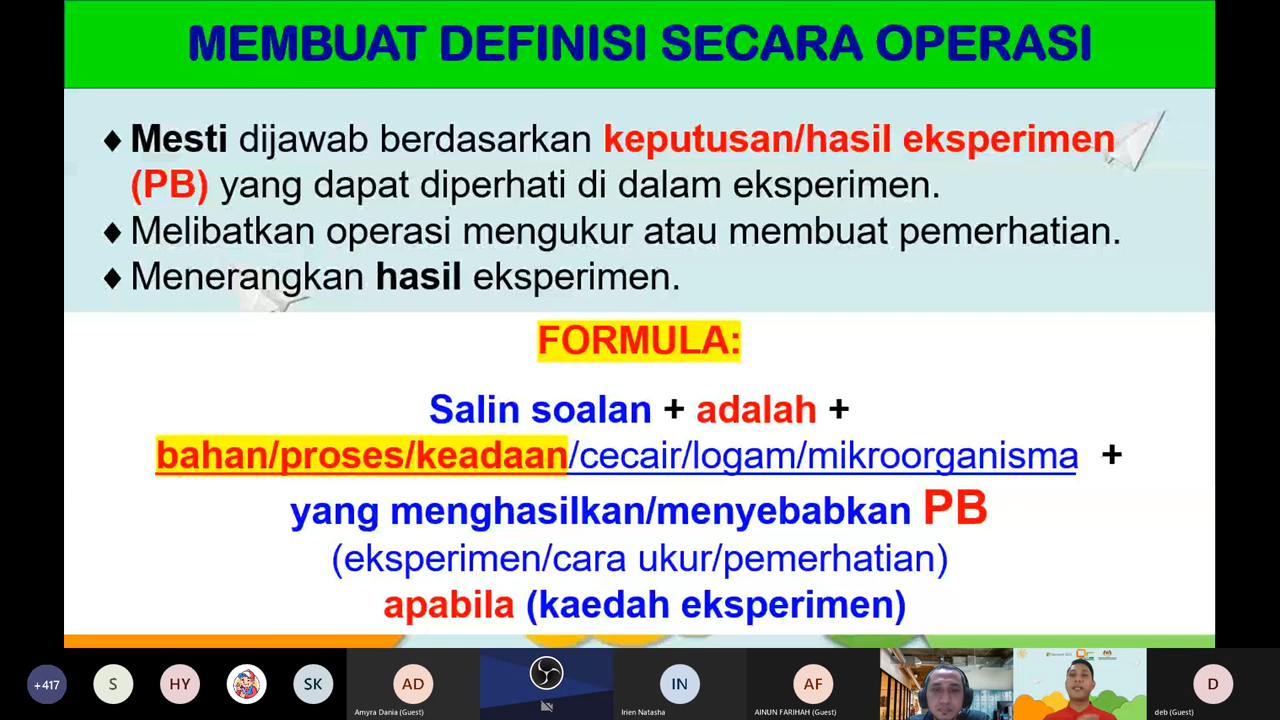 MEMBUAT DEFINISI SECARA OPERASI
♦ Mesti dijawab berdasarkan keputusan/hasil eksperimen
(PB) yang dapat diperhati di dalam eksperimen.
♦ Melibatkan operasi mengukur atau membuat pemerhatian.
♦ Menerangkan hasil eksperimen.
FORMULA:
Salin soalan + adalah +
bahan/proses/keadaan/cecair/logam/mikroorganisma +
yang menghasilkan/menyebabkan PB
(eksperimen/cara ukur/pemerhatian)
apabila (kaedah eksperimen)
+417
S
HY
SK
AD
IN
AF
D
Amyra Dania (Guest)
Irien Natasha
AINUN FARIHAH (Guest)
deb (Guest)